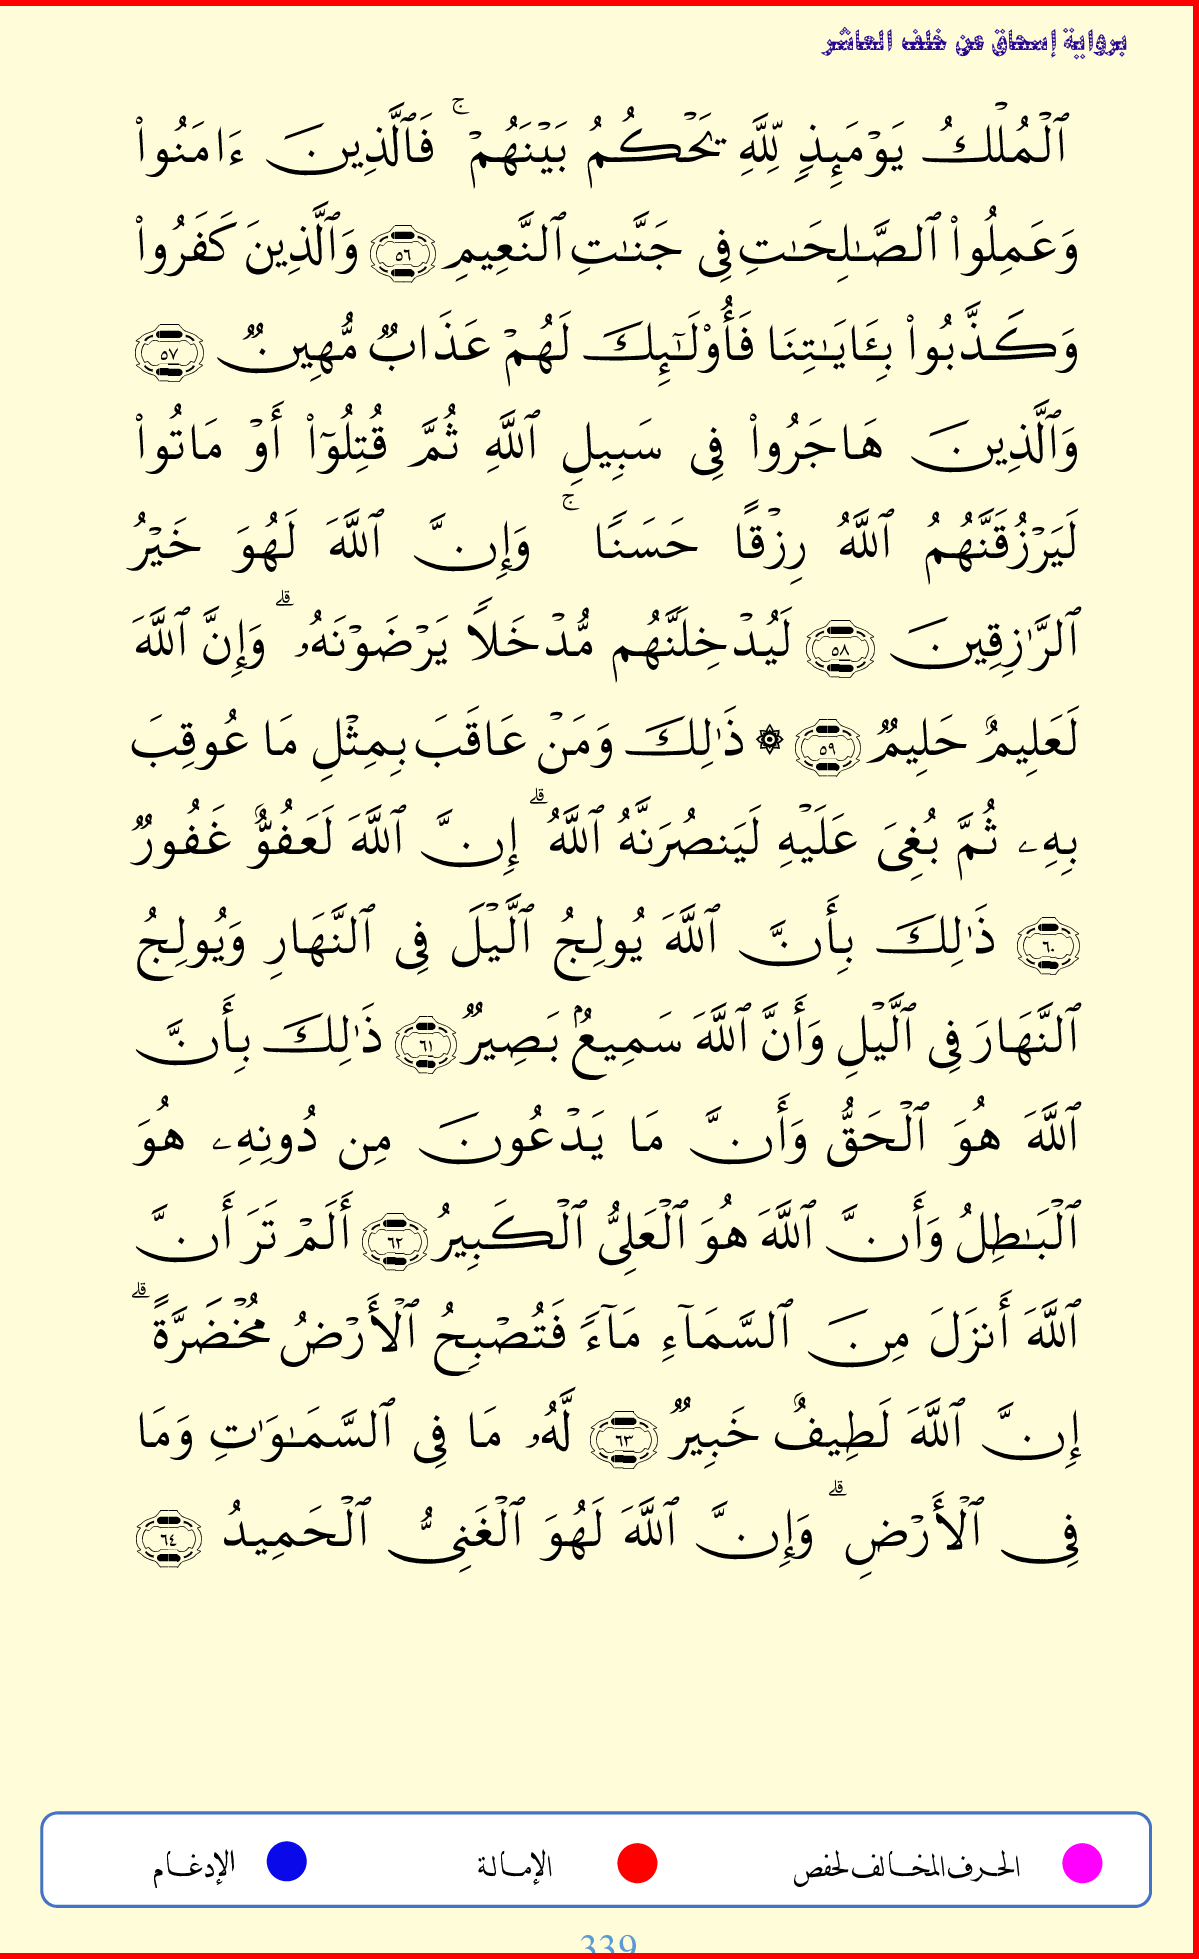 برواية إسحاق عن خلف العاشر
ٱلۡمُلۡكُ يَوۡمَئِذٖ لِّلَّهِ يَحۡكُمُ بَيۡنَهُمۡۚ فَٱلَّذِينَ ءَامَنُواْ
وَعَمِلُواْ ٱلصَّٰلِحَٰتِ فِي جَنَّٰتِ ٱلنَّعِيمِ ٥٦ وَٱلَّذِينَ كَفَرُواْ
وَكَذَّبُواْ بِـَٔايَٰتِنَا فَأُوْلَٰٓئِكَ لَهُمۡ عَذَابٞ مُّهِينٞ ٥٧
وَٱلَّذِينَ هَاجَرُواْ فِي سَبِيلِ ٱللَّهِ ثُمَّ قُتِلُوٓاْ أَوۡ مَاتُواْ
لَيَرۡزُقَنَّهُمُ ٱللَّهُ رِزۡقًا حَسَنٗاۚ وَإِنَّ ٱللَّهَ لَهُوَ خَيۡرُ
ٱلرَّٰزِقِينَ ٥٨ لَيُدۡخِلَنَّهُم مُّدۡخَلٗا يَرۡضَوۡنَهُۥۗ وَإِنَّ ٱللَّهَ
لَعَلِيمٌ حَلِيمٞ ٥٩ ۞ ذَٰلِكَ وَمَنۡ عَاقَبَ بِمِثۡلِ مَا عُوقِبَ
بِهِۦ ثُمَّ بُغِيَ عَلَيۡهِ لَيَنصُرَنَّهُ ٱللَّهُۗ إِنَّ ٱللَّهَ لَعَفُوٌّ غَفُورٞ
٦٠ ذَٰلِكَ بِأَنَّ ٱللَّهَ يُولِجُ ٱلَّيۡلَ فِي ٱلنَّهَارِ وَيُولِجُ
ٱلنَّهَارَ فِي ٱلَّيۡلِ وَأَنَّ ٱللَّهَ سَمِيعُۢ بَصِيرٞ ٦١ ذَٰلِكَ بِأَنَّ
ٱللَّهَ هُوَ ٱلۡحَقُّ وَأَنَّ مَا يَدۡعُونَ مِن دُونِهِۦ هُوَ
ٱلۡبَٰطِلُ وَأَنَّ ٱللَّهَ هُوَ ٱلۡعَلِيُّ ٱلۡكَبِيرُ ٦٢ أَلَمۡ تَرَ أَنَّ
ٱللَّهَ أَنزَلَ مِنَ ٱلسَّمَآءِ مَآءٗ فَتُصۡبِحُ ٱلۡأَرۡضُ مُخۡضَرَّةًۗ
إِنَّ ٱللَّهَ لَطِيفٌ خَبِيرٞ ٦٣ لَّهُۥ مَا فِي ٱلسَّمَٰوَٰتِ وَمَا
فِي ٱلۡأَرۡضِۗ وَإِنَّ ٱللَّهَ لَهُوَ ٱلۡغَنِيُّ ٱلۡحَمِيدُ ٦٤
الحرف المخالف لحفص الإمالة الإدغام
339